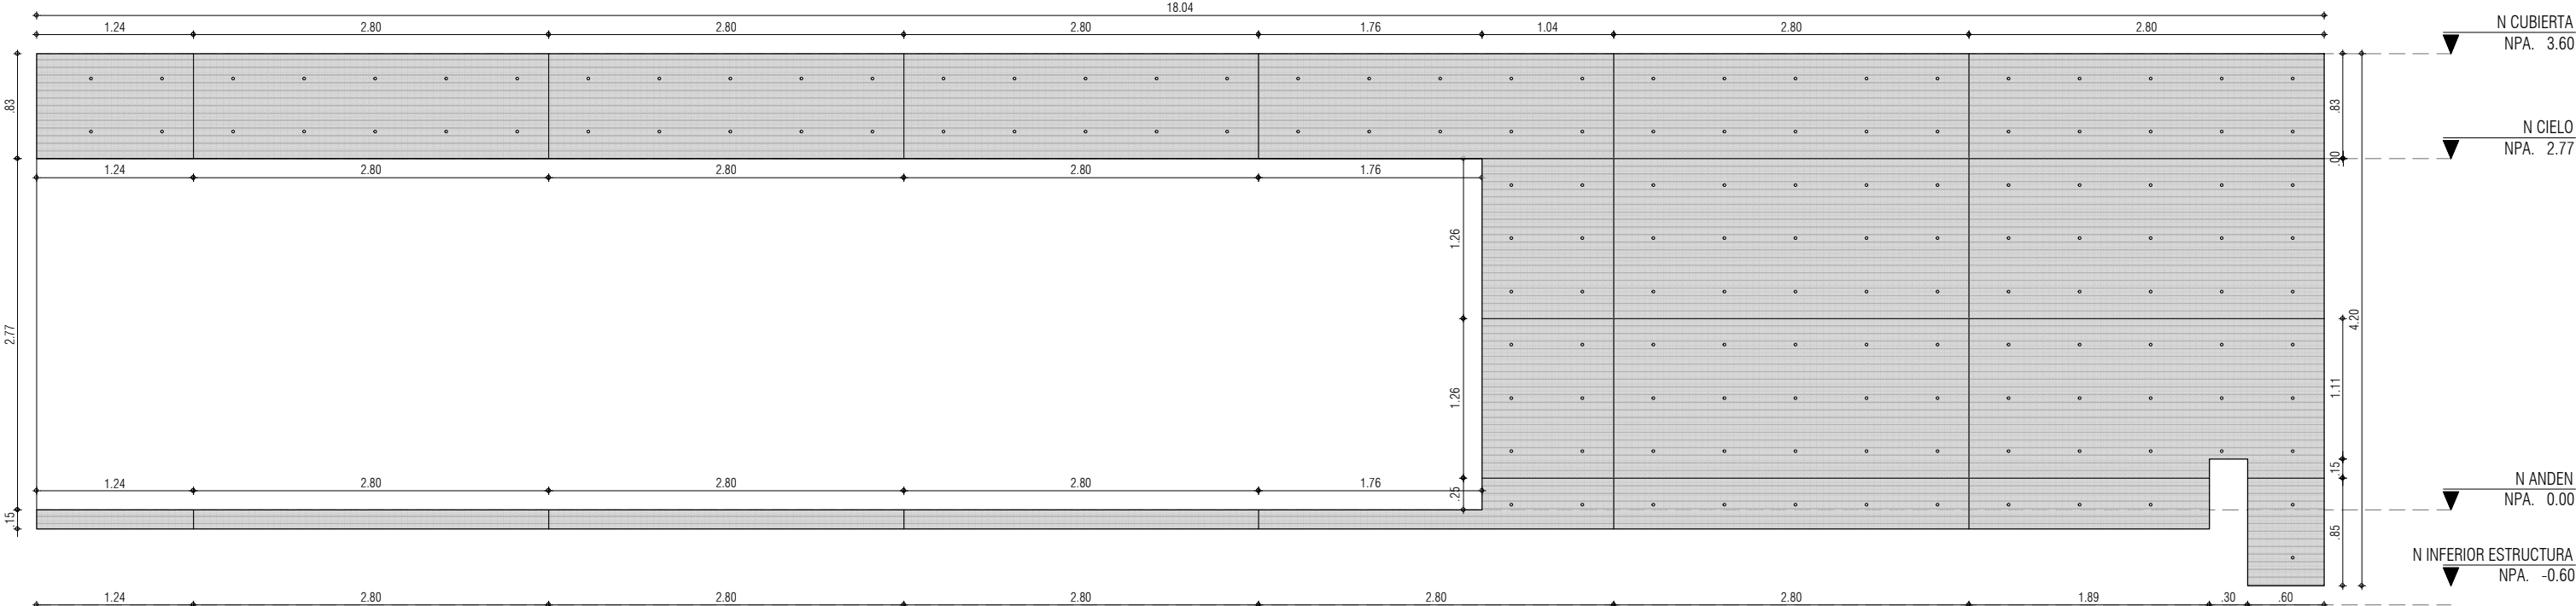 18.04
1.24 2.80 2.80 2.80 1.76 1.04 2.80 2.80
N CUBIERTA
NPA. 3.60
.83
.83
N CIELO
NPA. 2.77
.00
1.24 2.80 2.80 2.80 1.76
1.26
2.77
4.20
1.26
1.11
.15
1.24 2.80 2.80 2.80 1.76
.25
N ANDEN
NPA. 0.00
.15
.85
N INFERIOR ESTRUCTURA
NPA. -0.60
1.24 2.80 2.80 2.80 2.80 2.80 1.89 .30 .60